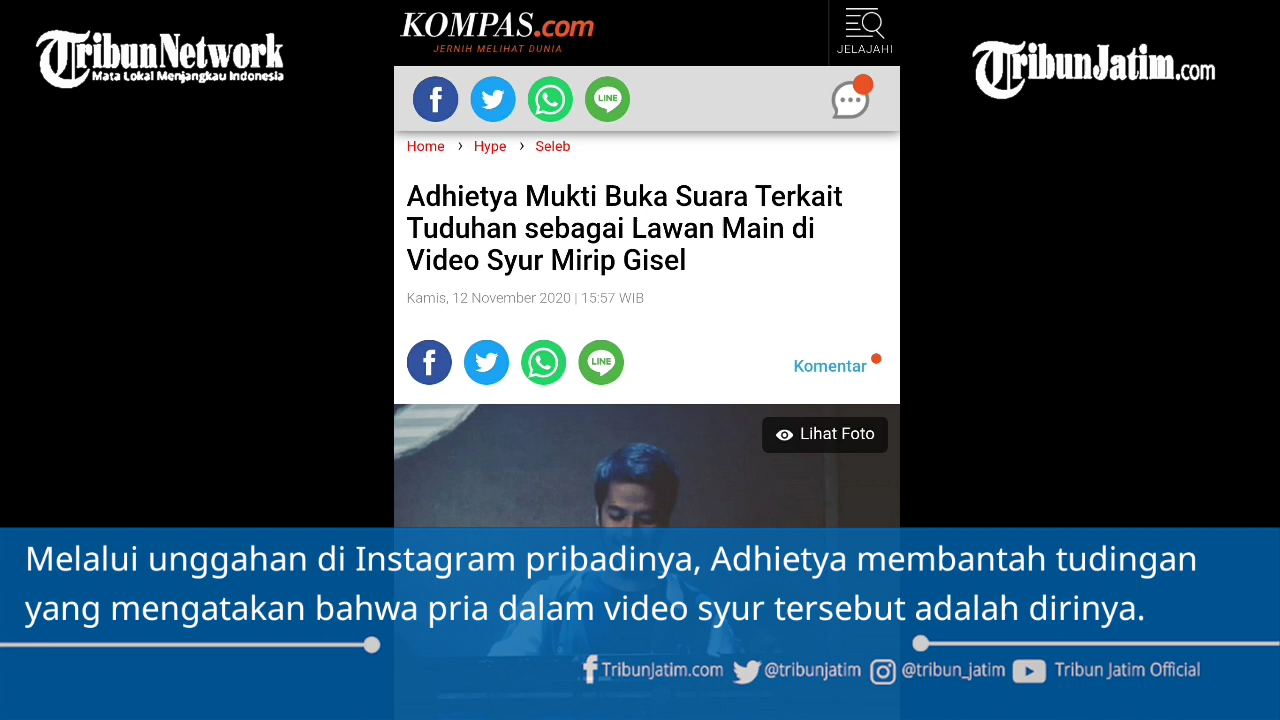 TribunNetwork
Mata Lokal Menjangkau Indonesia
KOMPAS.com
JERNIH MELIHAT DUNIA
JELAJAHI
TribunJatim.com
LINE
Home › Hype › Seleb
Adhietya Mukti Buka Suara Terkait
Tuduhan sebagai Lawan Main di
Video Syur Mirip Gisel
Kamis, 12 November 2020 | 15:57 WIB
LINE
Komentar
Lihat Foto
Melalui unggahan di Instagram pribadinya, Adhietya membantah tudingan
yang mengatakan bahwa pria dalam video syur tersebut adalah dirinya.
TribunJatim.com @tribunjatim @tribun_jatim Tribun Jatim Official